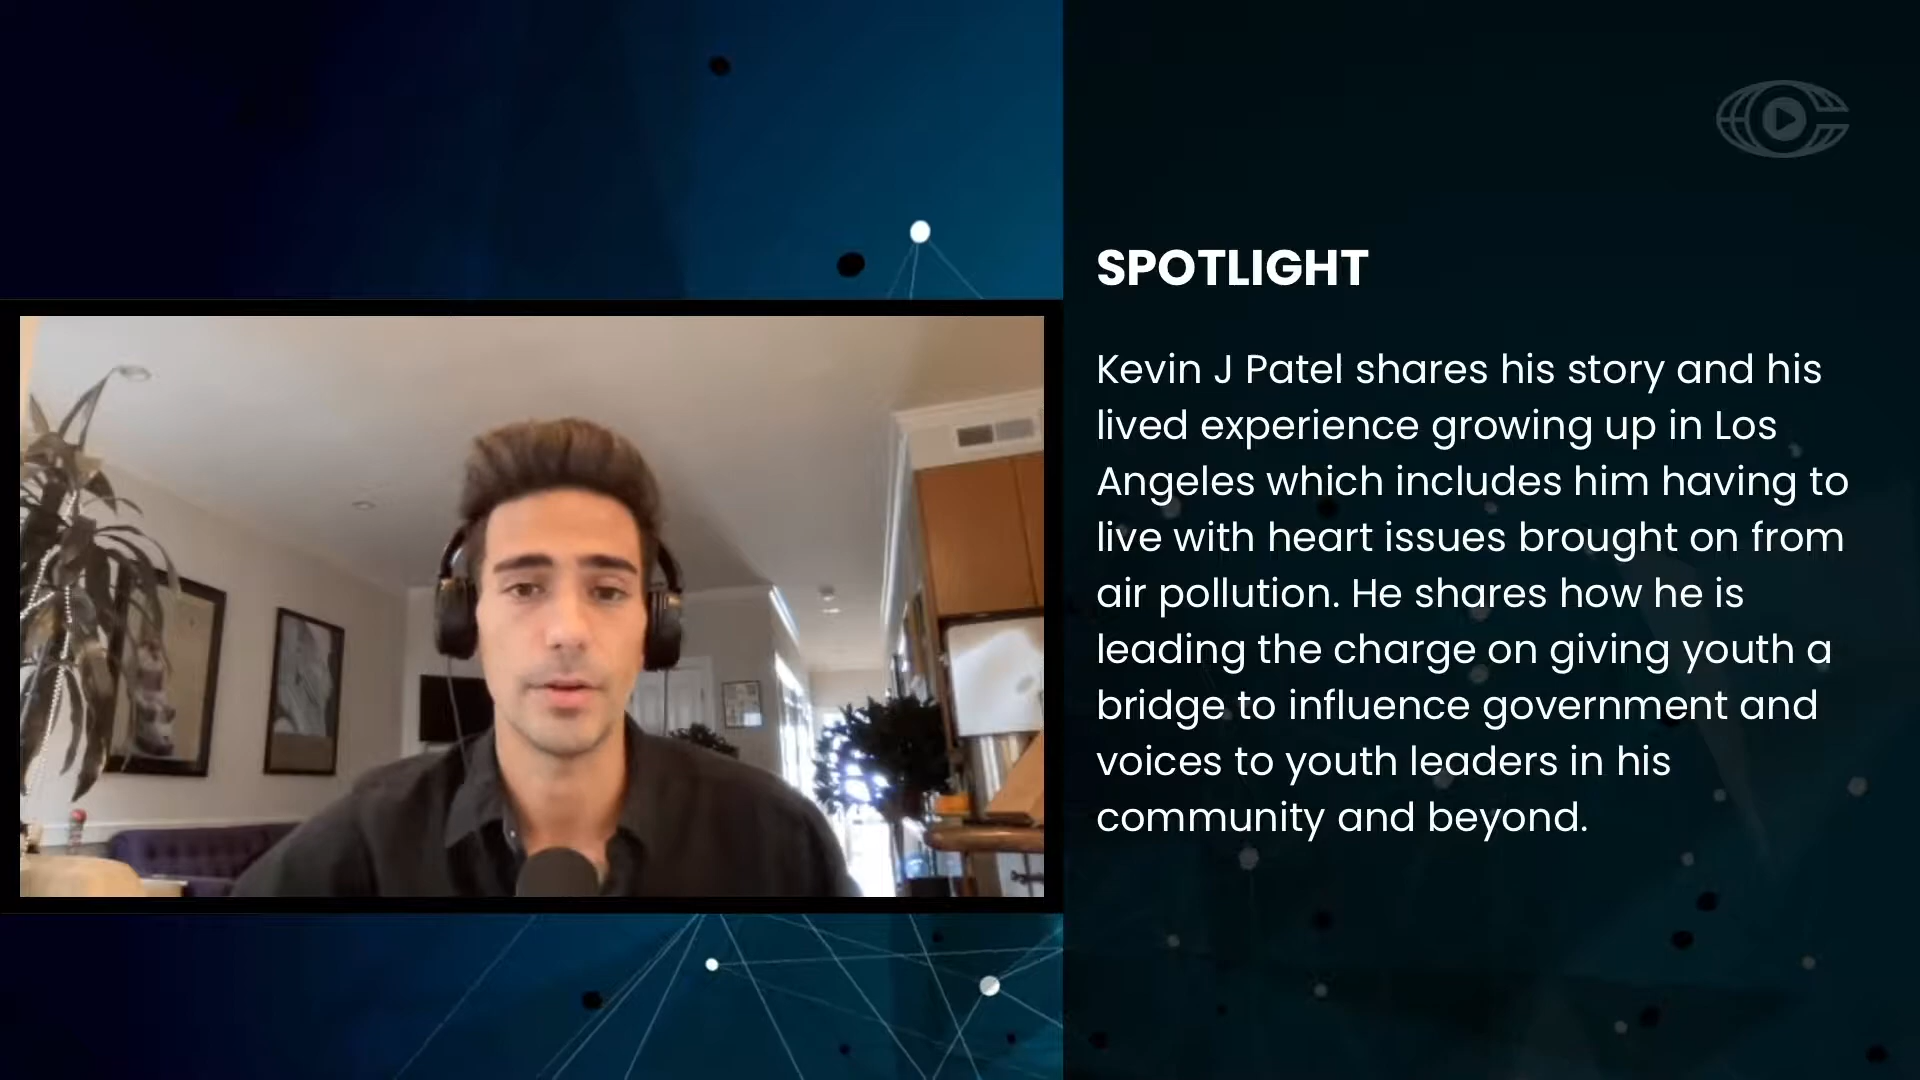 SPOTLIGHT
Kevin J Patel shares his story and his
lived experience growing up in Los
Angeles which includes him having to
live with heart issues brought on from
air pollution. He shares how he is
leading the charge on giving youth a
bridge to influence government and
voices to youth leaders in his
community and beyond.